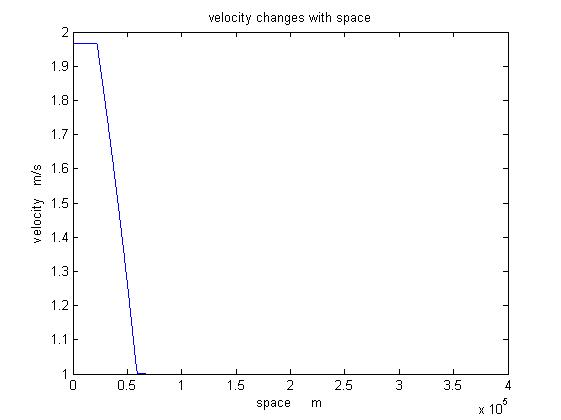 velocity changes with space
2
1.9
1.8
1.7
1.6
1.5
1.4
1.3
1.2
1.1
1
velocity m/s
0 0.5 1 1.5 2 2.5 3 3.5 4
x 10^5
space m